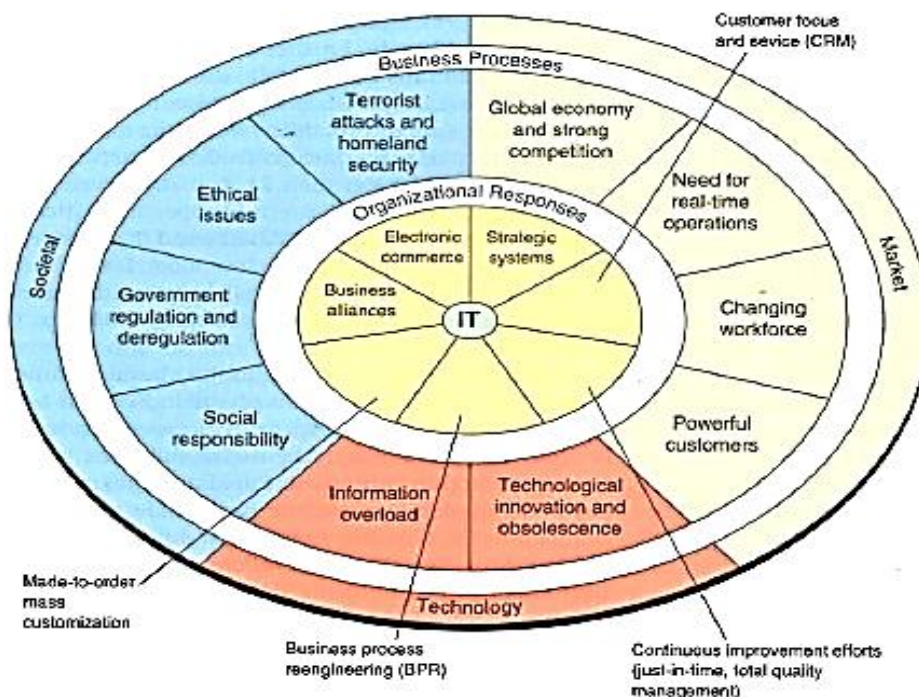 Customer focus
and sevice (CRM)
Business Processes
Terrorist
attacks and
homeland
security
Global economy
and strong
competition
Ethical
issues
Need for
real-time
operations
Organizational Responses
Electronic
commerce
Strategic
systems
Societal
Market
Business
alliances
IT
Government
regulation and
deregulation
Changing
workforce
Social
responsibility
Powerful
customers
Information
overload
Technological
innovation and
obsolescence
Made-to-order
mass
customization
Technology
Business process
reengineering (BPR)
Continuous improvement efforts
(just-in-time, total quality
management)